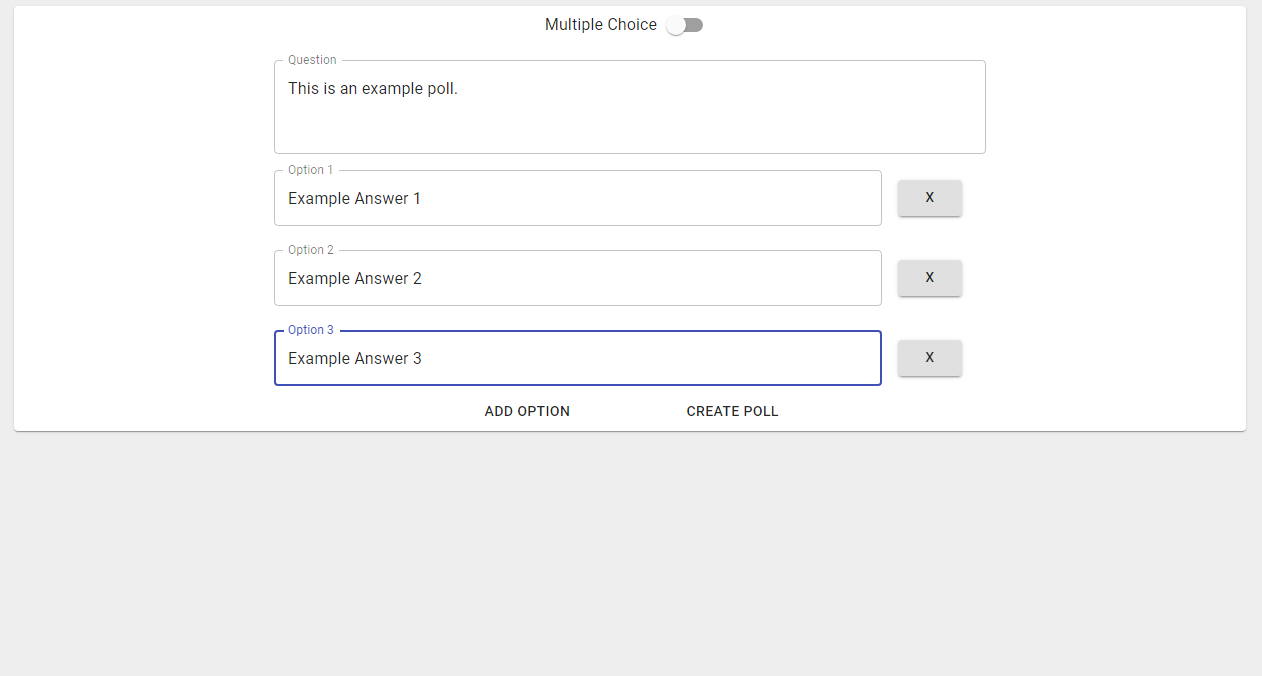 Multiple Choice
Question
This is an example poll.
Option 1
Example Answer 1
X
Option 2
Example Answer 2
X
Option 3
Example Answer 3
X
ADD OPTION CREATE POLL